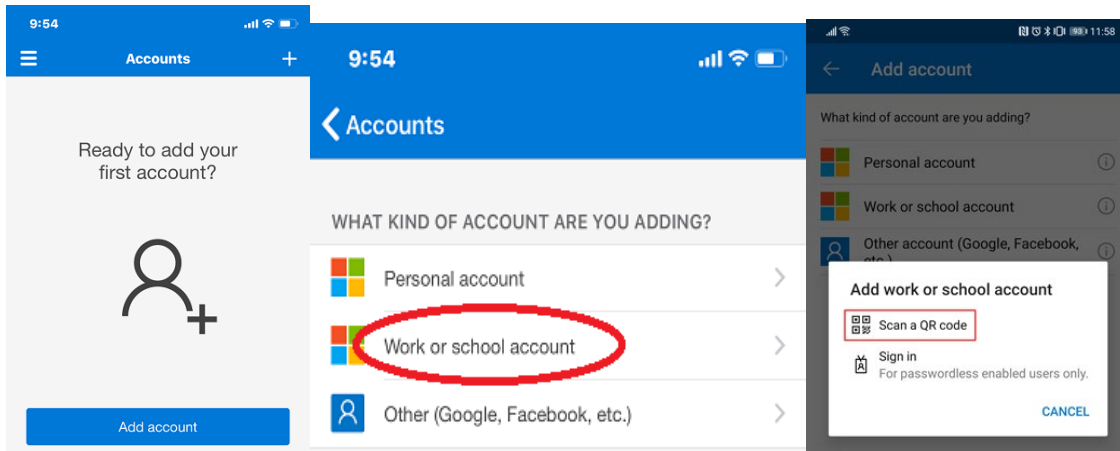 9:54
Accounts
Ready to add your
first account?
Add account
9:54
Accounts
WHAT KIND OF ACCOUNT ARE YOU ADDING?
Personal account
Work or school account
Other (Google, Facebook, etc.)
93 11:58
Add account
What kind of account are you adding?
Personal account
Work or school account
Other account (Google, Facebook,
etc.)
Add work or school account
Scan a QR code
Sign in
For passwordless enabled users only.
CANCEL